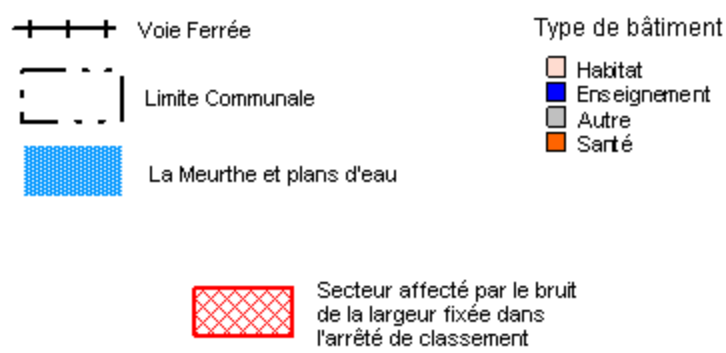 Voie Ferrée
Limite Communale
La Meurthe et plans d'eau
Type de bâtiment
Habitat
Enseignement
Autre
Santé
Secteur affecté par le bruit
de la largeur fixée dans
l'arrêté de classement